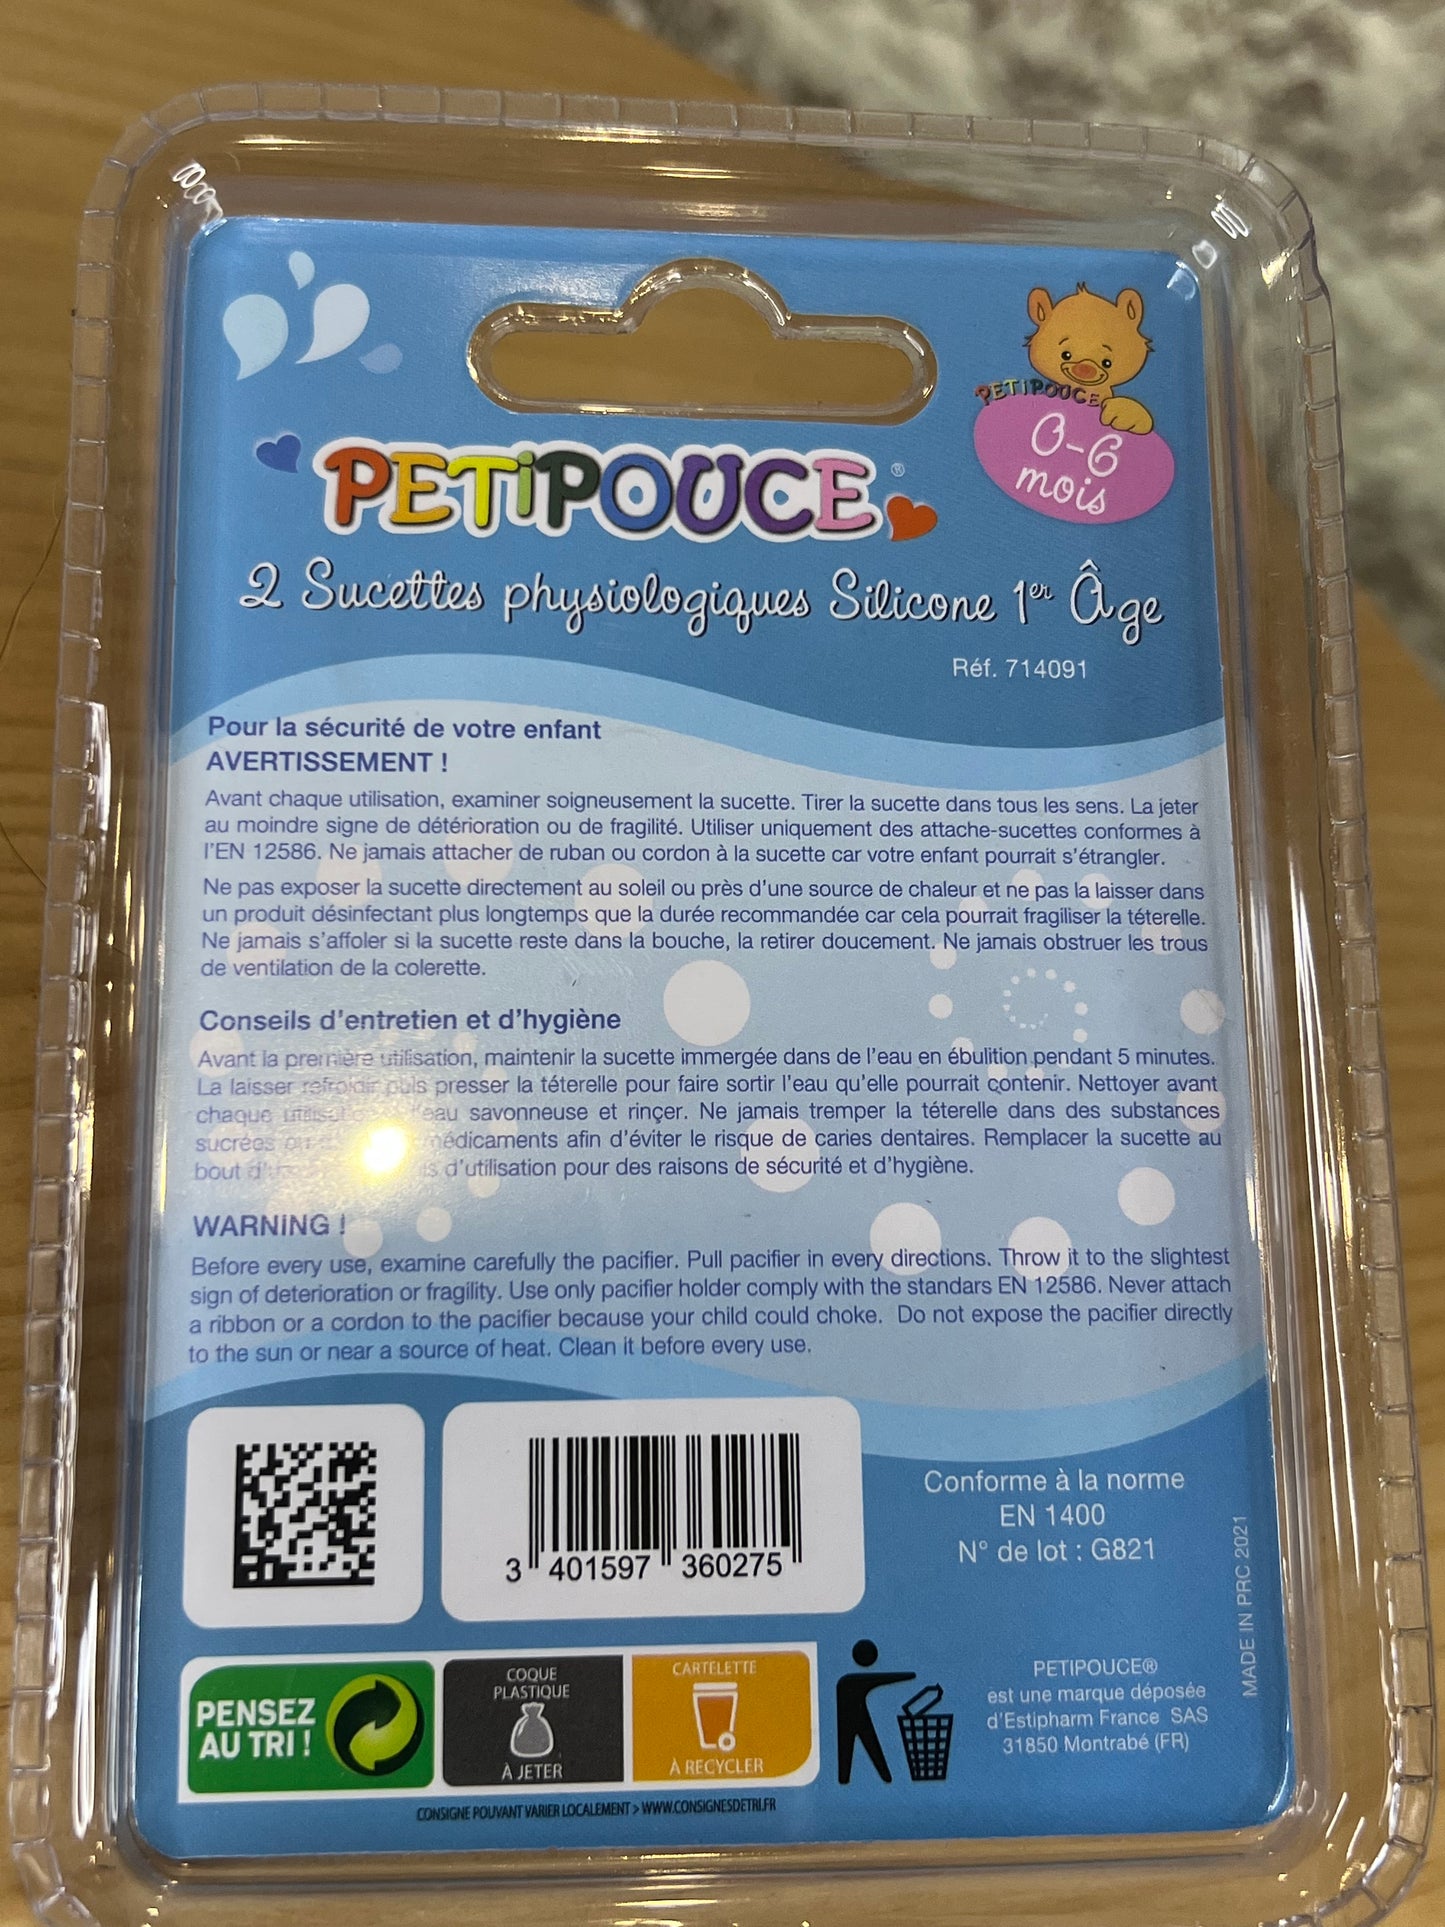 PETiPOUCE
0-6
mois
PETiPOUCE®
2 Sucettes physiologiques Silicone 1er Âge
Réf. 714091
Pour la sécurité de votre enfant
AVERTISSEMENT !
Avant chaque utilisation, examiner soigneusement la sucette. Tirer la sucette dans tous les sens. La jeter
au moindre signe de détérioration ou de fragilité. Utiliser uniquement des attache-sucettes conformes à
l'EN 12586. Ne jamais attacher de ruban ou cordon à la sucette car votre enfant pourrait s'étrangler.
Ne pas exposer la sucette directement au soleil ou près d'une source de chaleur et ne pas la laisser dans
un produit désinfectant plus longtemps que la durée recommandée car cela pourrait fragiliser la téterelle.
Ne jamais s'affoler si la sucette reste dans la bouche, la retirer doucement. Ne jamais obstruer les trous
de ventilation de la colerette.
Conseils d'entretien et d'hygiène
Avant la première utilisation, maintenir la sucette immergée dans de l'eau en ébulition pendant 5 minutes.
La laisser refroidir puis presser la téterelle pour faire sortir l'eau qu'elle pourrait contenir. Nettoyer avant
chaque l'eau savonneuse et rinçer. Ne jamais tremper la téterelle dans des substances
sucrées ou médicaments afin d'éviter le risque de caries dentaires. Remplacer la sucette au
bout d'utilisation pour des raisons de sécurité et d'hygiène.
WARNING !
Before every use, examine carefully the pacifier. Pull pacifier in every directions. Throw it to the slightest
sign of deterioration or fragility. Use only pacifier holder comply with the standars EN 12586. Never attach
a ribbon or a cordon to the pacifier because your child could choke. Do not expose the pacifier directly
to the sun or near a source of heat. Clean it before every use.
3 401597 360275
Conforme à la norme
EN 1400
N° de lot : G821
MADE IN PRC 2021
PENSEZ
AU TRI !
COQUE
PLASTIQUE
À JETER
CARTELETTE
À RECYCLER
CONSIGNE POUVANT VARIER LOCALEMENT > WWW.CONSIGNESDETRI.FR
PETIPOUCE®
est une marque déposée
d'Estipharm France SAS
31850 Montrabé (FR)